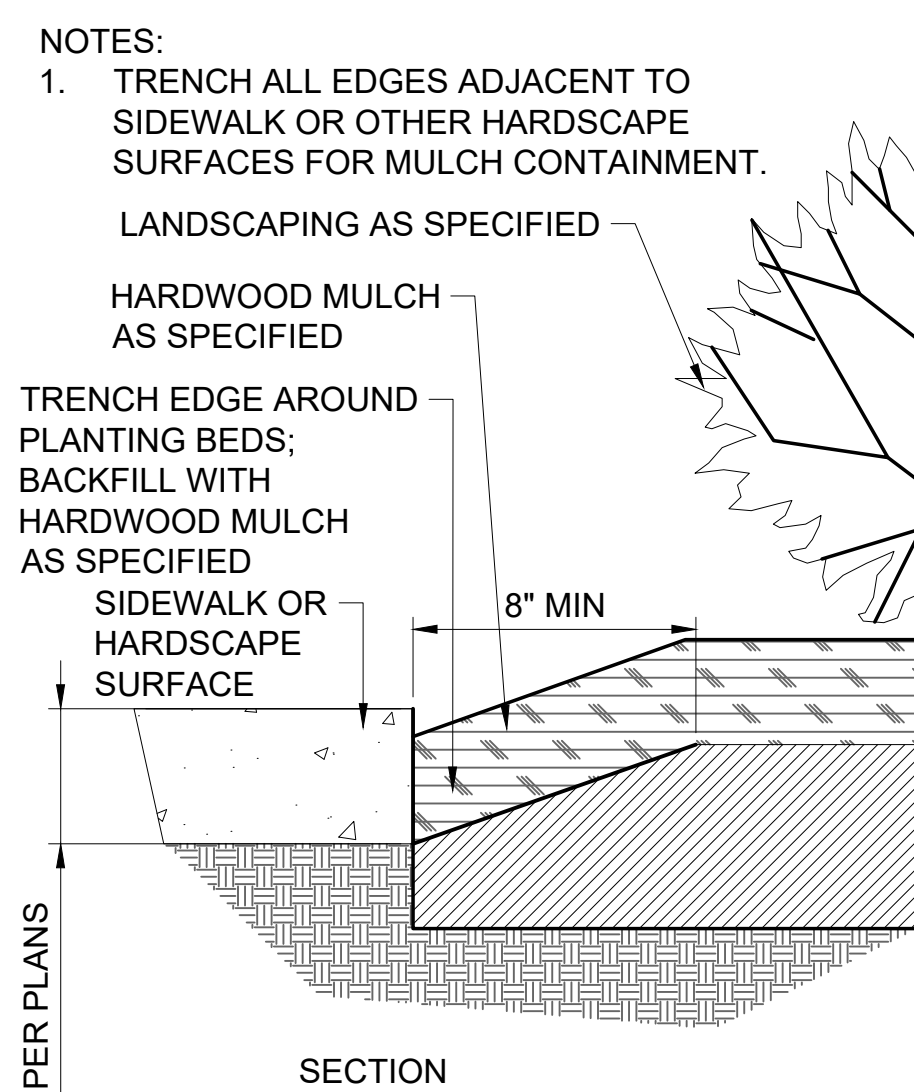 NOTES:
1. TRENCH ALL EDGES ADJACENT TO
SIDEWALK OR OTHER HARDSCAPE
SURFACES FOR MULCH CONTAINMENT.
LANDSCAPING AS SPECIFIED
HARDWOOD MULCH
AS SPECIFIED
TRENCH EDGE AROUND
PLANTING BEDS;
BACKFILL WITH
HARDWOOD MULCH
AS SPECIFIED
SIDEWALK OR
HARDSCAPE
SURFACE
8" MIN
PER PLANS
SECTION